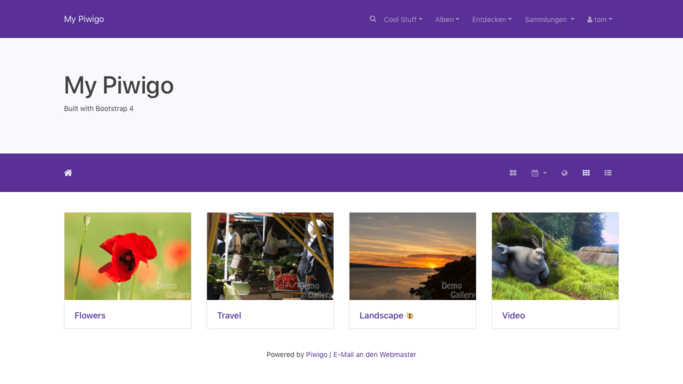 My Piwigo
Cool Stuff Alben Entdecken Sammlungen tom
My Piwigo
Built with Bootstrap 4
Demo
Gallery
Demo
Gallery
Demo
Gallery
Demo
Gallery
Flowers
Travel
Landscape
Video
Powered by Piwigo | E-Mail an den Webmaster